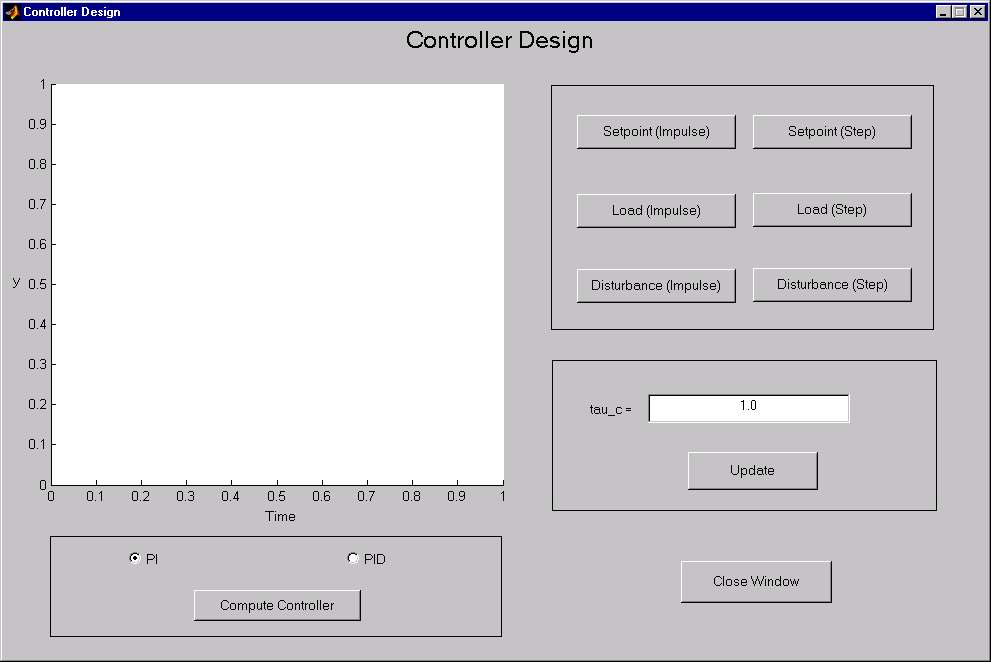 Controller Design
Controller Design
1
0.9
0.8
0.7
0.6
y 0.5
0.4
0.3
0.2
0.1
0
0 0.1 0.2 0.3 0.4 0.5 0.6 0.7 0.8 0.9 1
Time
Setpoint (Impulse) Setpoint (Step)
Load (Impulse) Load (Step)
Disturbance (Impulse) Disturbance (Step)
tau_c = 1.0
Update
PI PID
Compute Controller
Close Window